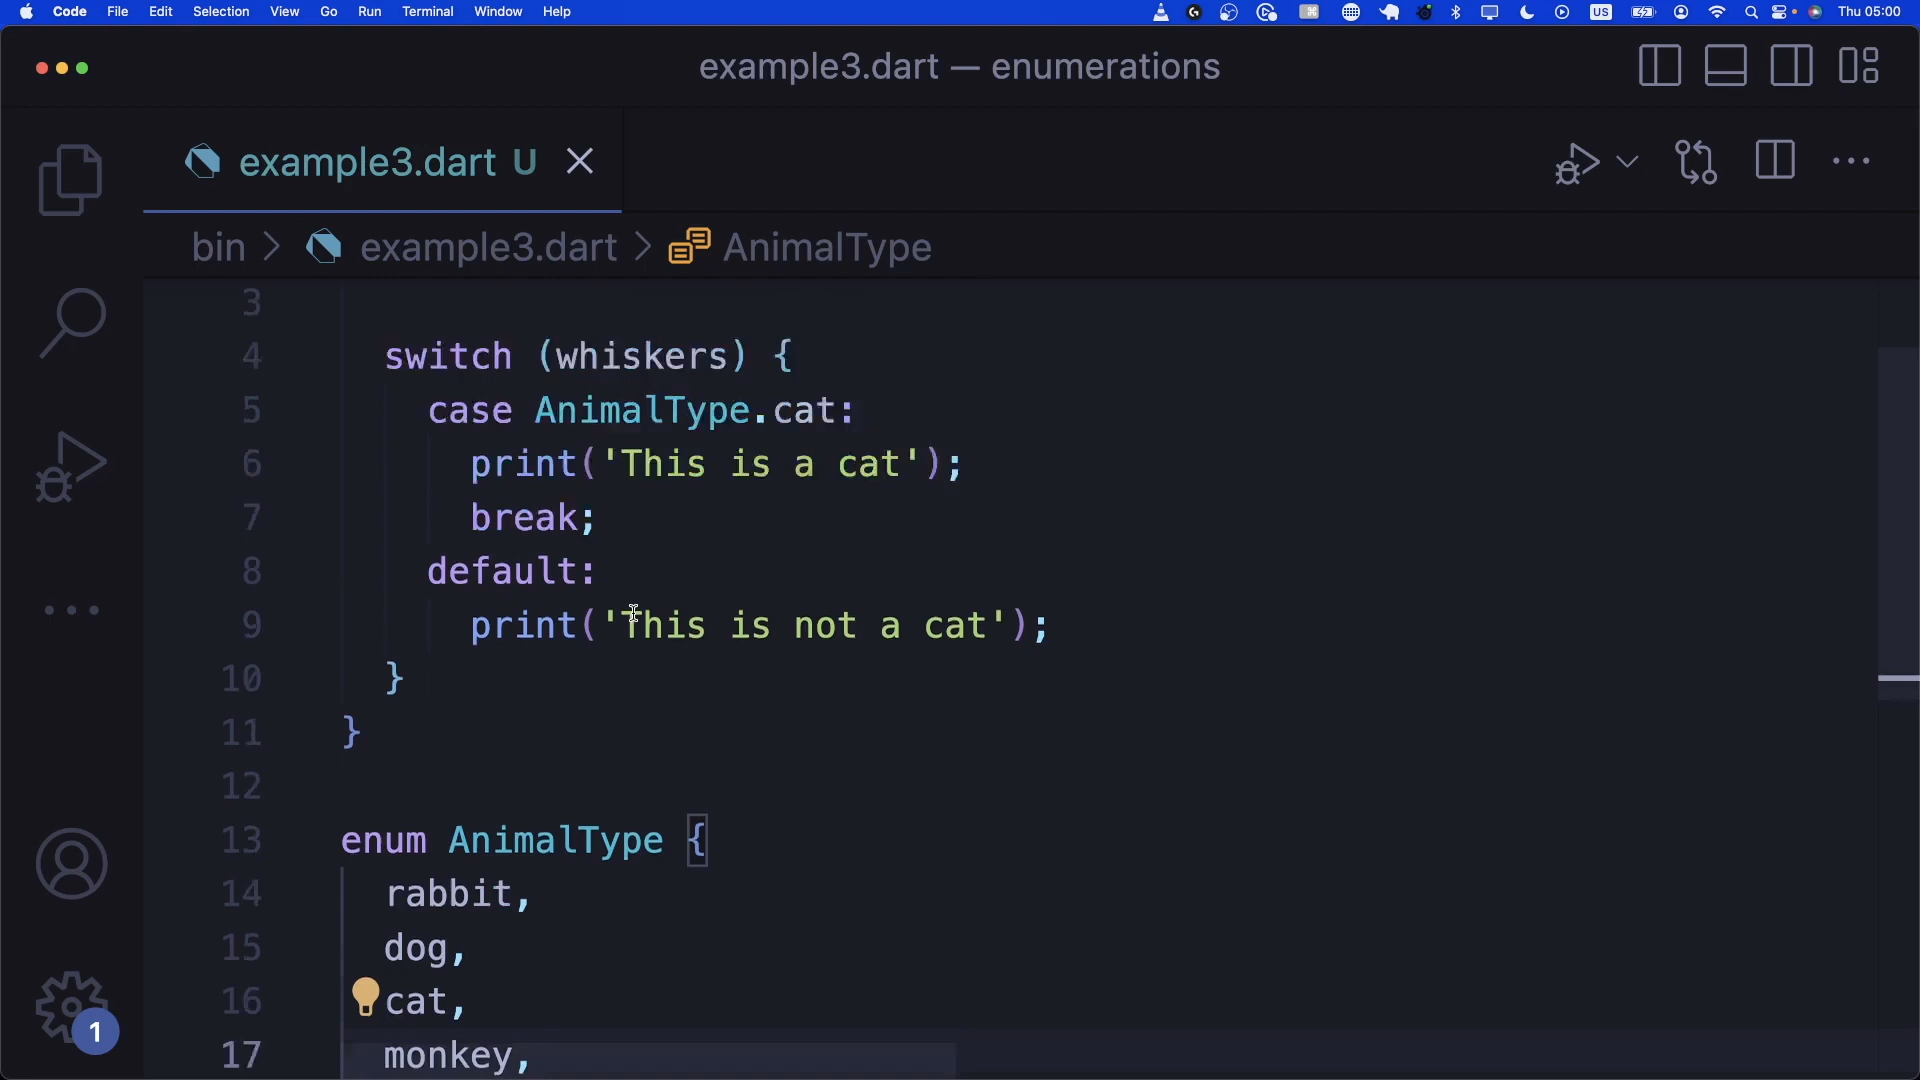 Code File Edit Selection View Go Run Terminal Window Help US Thu 05:00
example3.dart — enumerations
example3.dart U
bin > example3.dart > AnimalType
3
4 switch (whiskers) {
5 case AnimalType.cat:
6 print('This is a cat');
7 break;
8 default:
9 print('This is not a cat');
10 }
11 }
12
13 enum AnimalType {
14 rabbit,
15 dog,
16 cat,
17 monkey,
1